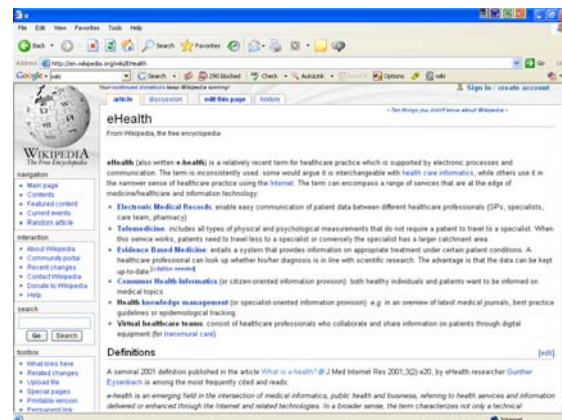 File Edit View Favorites Tools Help
Back Search Favorites
Address http://en.wikipedia.org/wiki/EHealth Go
Google wiki Search 290 blocked Check AutoLink Options wiki
Your continued donations keep Wikipedia running!
Sign in / create account
article discussion edit this page history
- Ten things you didn't know about Wikipedia -
eHealth
From Wikipedia, the free encyclopedia
WIKIPEDIA
The Free Encyclopedia
navigation
Main page
Contents
Featured content
Current events
Random article
interaction
About Wikipedia
Community portal
Recent changes
Contact Wikipedia
Donate to Wikipedia
Help
search
Go Search
toolbox
What links here
Related changes
Upload file
Special pages
Printable version
Permanent link
eHealth (also written e-health) is a relatively recent term for healthcare practice which is supported by electronic processes and
communication. The term is inconsistently used: some would argue it is interchangeable with health care informatics, while others use it in
the narrower sense of healthcare practice using the Internet. The term can encompass a range of services that are at the edge of
medicine/healthcare and information technology:
Electronic Medical Records: enable easy communication of patient data between different healthcare professionals (GPs, specialists,
care team, pharmacy)
Telemedicine: includes all types of physical and psychological measurements that do not require a patient to travel to a specialist. When
this service works, patients need to travel less to a specialist or conversely the specialist has a larger catchment area.
Evidence Based Medicine: entails a system that provides information on appropriate treatment under certain patient conditions. A
healthcare professional can look up whether his/her diagnosis is in line with scientific research. The advantage is that the data can be kept
up-to-date.[citation needed]
Consumer Health Informatics (or citizen-oriented information provision): both healthy individuals and patients want to be informed on
medical topics.
Health knowledge management (or specialist-oriented information provision): e.g. in an overview of latest medical journals, best practice
guidelines or epidemiological tracking.
Virtual healthcare teams: consist of healthcare professionals who collaborate and share information on patients through digital
equipment (for transmural care).
Definitions [edit]
A seminal 2001 definition published in the article What is e-health? J Med Internet Res 2001;3(2) e20, by eHealth researcher Gunther
Eysenbach is among the most frequently cited and reads:
e-health is an emerging field in the intersection of medical informatics, public health and business, referring to health services and information
delivered or enhanced through the Internet and related technologies. In a broader sense, the term characterizes not only a technical
Internet